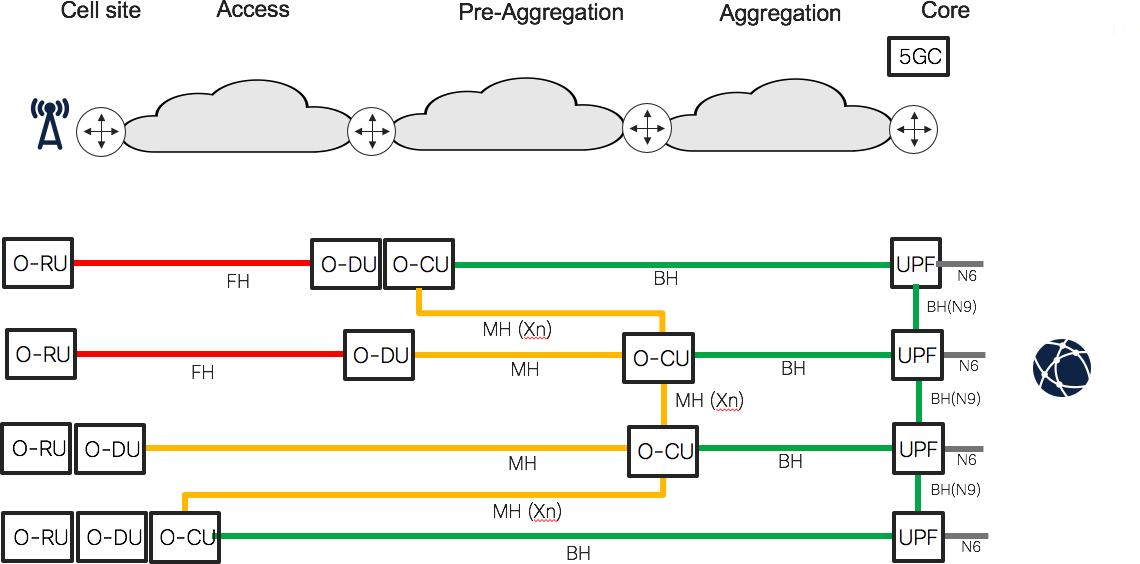 Cell site
Access
Pre-Aggregation
Aggregation
Core
5GC
O-RU
FH
O-DU
O-CU
BH
UPF
N6
MH (Xn)
BH(N9)
O-RU
FH
O-DU
MH
O-CU
BH
UPF
N6
MH (Xn)
BH(N9)
O-RU
O-DU
MH
O-CU
BH
UPF
N6
MH (Xn)
BH(N9)
O-RU
O-DU
O-CU
BH
UPF
N6